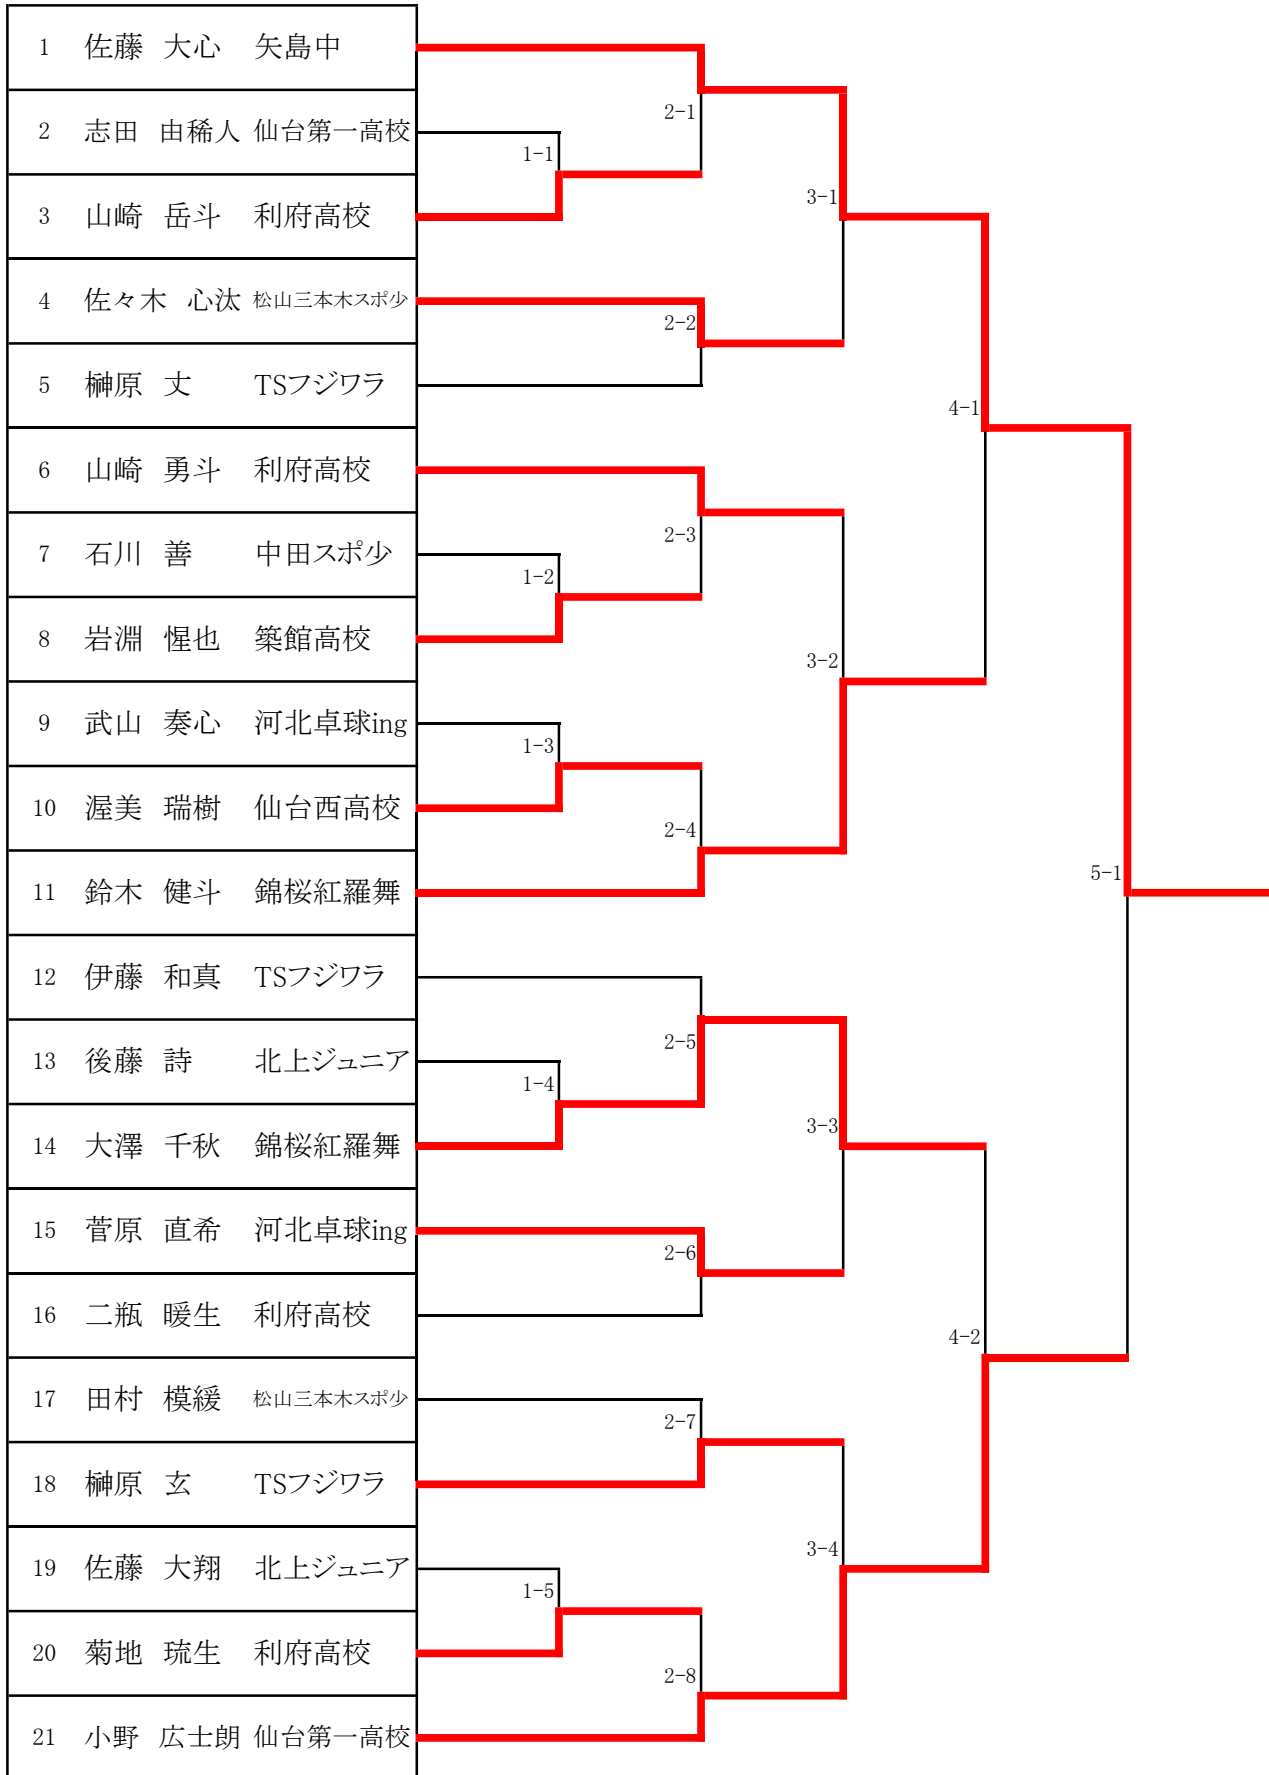 1 佐藤 大心 矢島中
2 志田 由稀人 仙台第一高校
3 山崎 岳斗 利府高校
4 佐々木 心汰 松山三本木スポ少
5 榊原 丈 TSフジワラ
6 山崎 勇斗 利府高校
7 石川 善 中田スポ少
8 岩淵 惺也 築館高校
9 武山 奏心 河北卓球ing
10 渥美 瑞樹 仙台西高校
11 鈴木 健斗 錦桜紅羅舞
12 伊藤 和真 TSフジワラ
13 後藤 詩 北上ジュニア
14 大澤 千秋 錦桜紅羅舞
15 菅原 直希 河北卓球ing
16 二瓶 暖生 利府高校
17 田村 模緩 松山三本木スポ少
18 榊原 玄 TSフジワラ
19 佐藤 大翔 北上ジュニア
20 菊地 琉生 利府高校
21 小野 広士朗 仙台第一高校
1-1
1-2
1-3
1-4
1-5
2-1
2-2
2-3
2-4
2-5
2-6
2-7
2-8
3-1
3-2
3-3
3-4
4-1
4-2
5-1